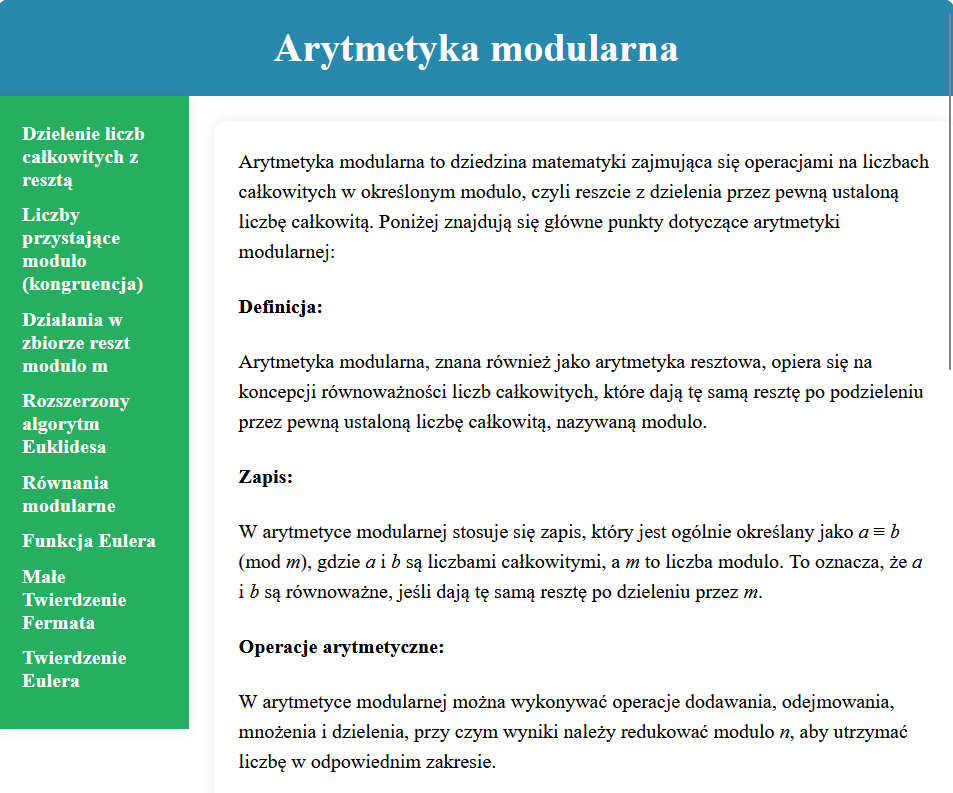 Arytmetyka modularna
Dzielenie liczb
całkowitych z
resztą
Liczby
przystające
modulo
(kongruencja)
Działania w
zbiorze reszt
modulo m
Rozszerzony
algorytm
Euklidesa
Równania
modularne
Funkcja Eulera
Małe
Twierdzenie
Fermata
Twierdzenie
Eulera
Arytmetyka modularna to dziedzina matematyki zajmująca się operacjami na liczbach
całkowitych w określonym modulo, czyli reszcie z dzielenia przez pewną ustaloną
liczbę całkowitą. Poniżej znajdują się główne punkty dotyczące arytmetyki
modularnej:
Definicja:
Arytmetyka modularna, znana również jako arytmetyka resztowa, opiera się na
koncepcji równoważności liczb całkowitych, które dają tę samą resztę po podzieleniu
przez pewną ustaloną liczbę całkowitą, nazywaną modulo.
Zapis:
W arytmetyce modularnej stosuje się zapis, który jest ogólnie określany jako a ≡ b
(mod m), gdzie a i b są liczbami całkowitymi, a m to liczba modulo. To oznacza, że a
i b są równoważne, jeśli dają tę samą resztę po dzieleniu przez m.
Operacje arytmetyczne:
W arytmetyce modularnej można wykonywać operacje dodawania, odejmowania,
mnożenia i dzielenia, przy czym wyniki należy redukować modulo n, aby utrzymać
liczbę w odpowiednim zakresie.